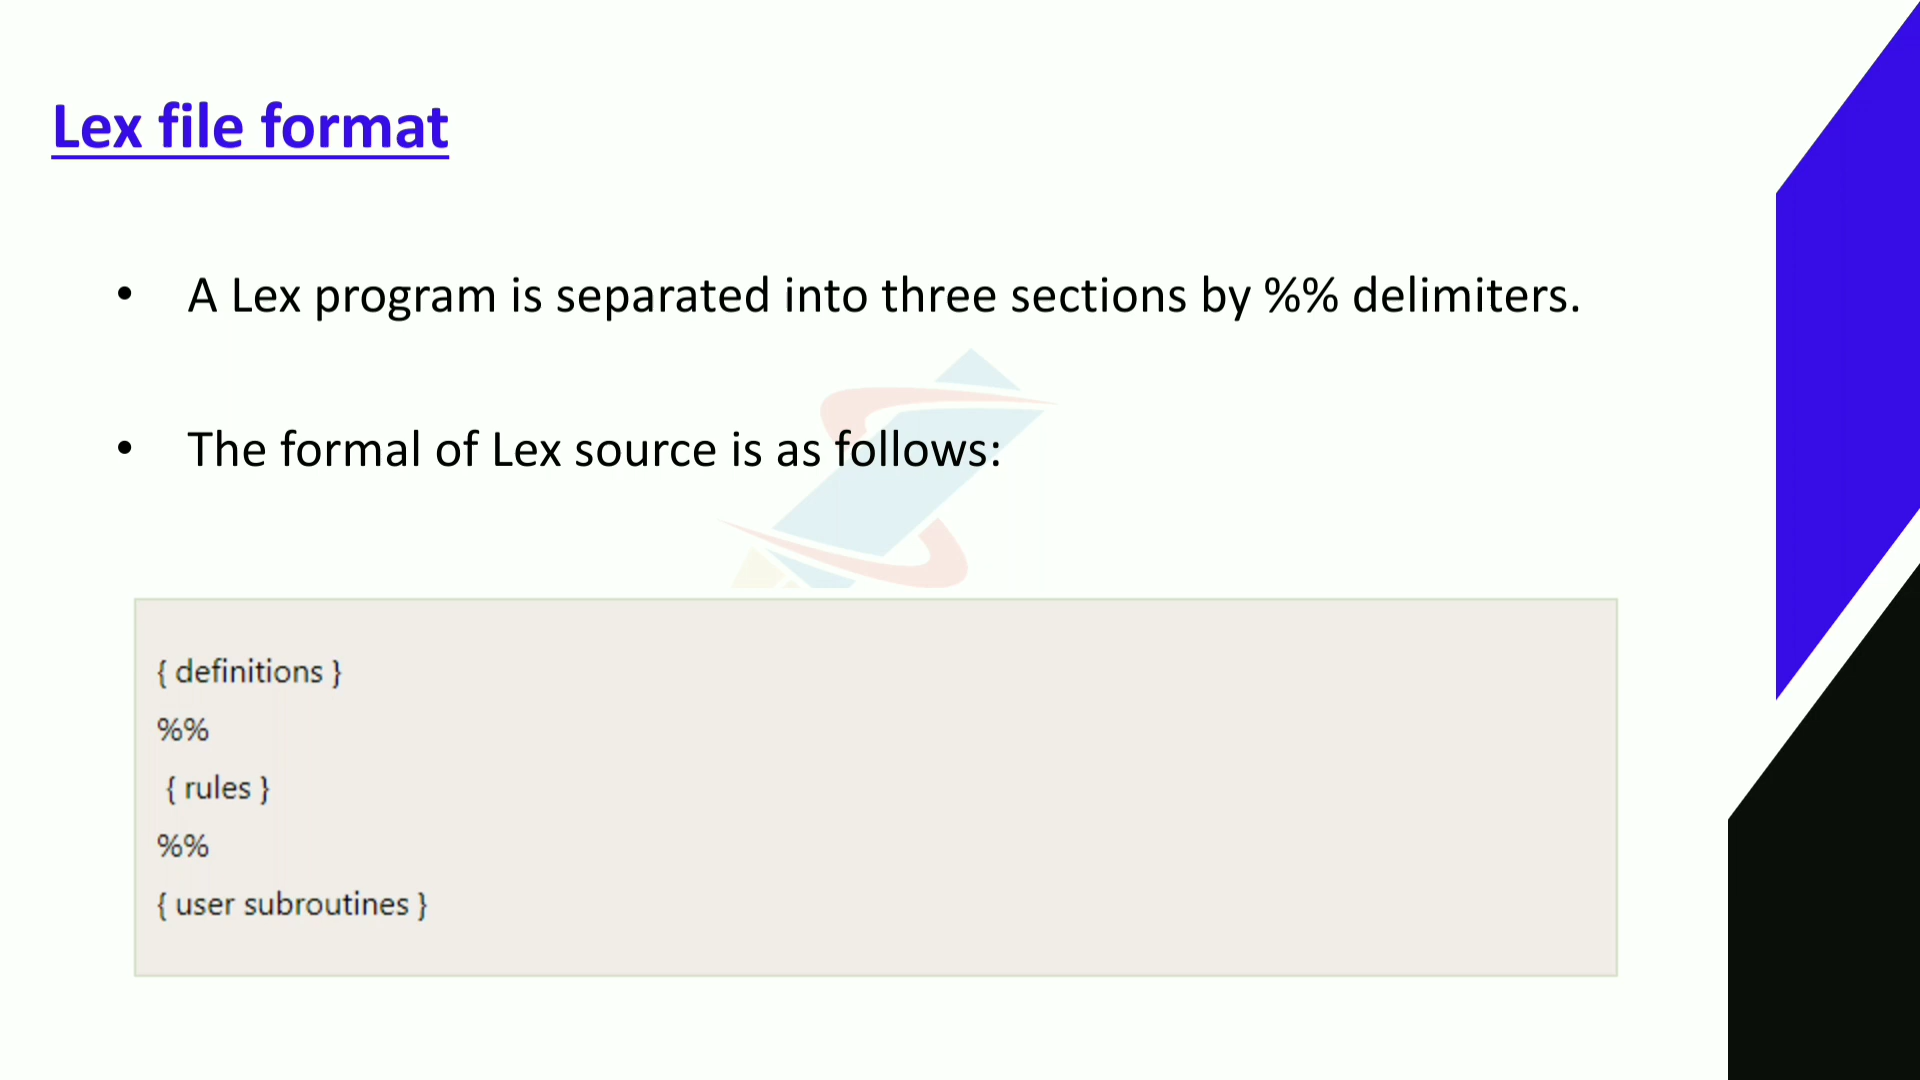 Lex file format
• A Lex program is separated into three sections by %% delimiters.
• The formal of Lex source is as follows:
{ definitions }
%%
{ rules }
%%
{ user subroutines }